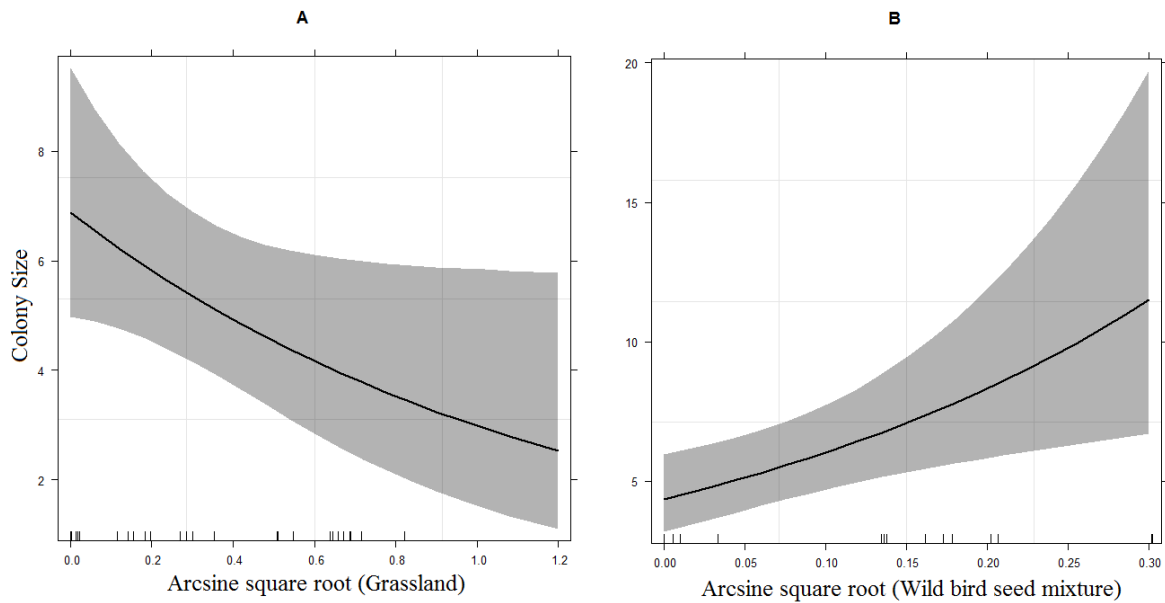 A
B
8
6
4
2
Colony Size
0.0 0.2 0.4 0.6 0.8 1.0 1.2
Arcsine square root (Grassland)
20
15
10
5
0.00 0.05 0.10 0.15 0.20 0.25 0.30
Arcsine square root (Wild bird seed mixture)